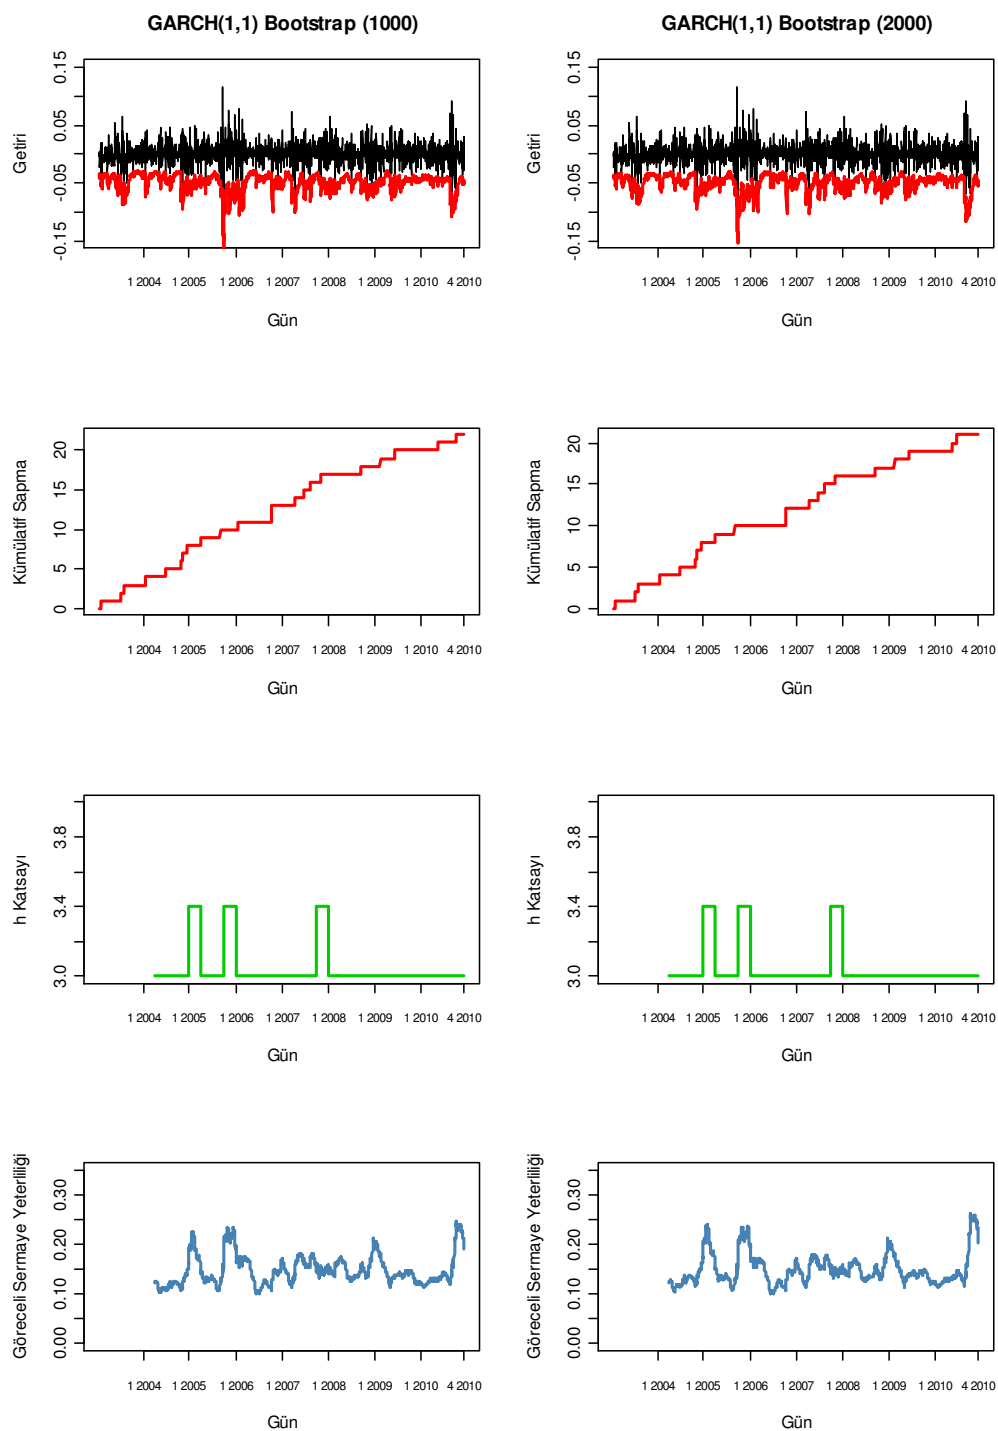 GARCH(1,1) Bootstrap (1000)
Getiri
0.15
0.05
-0.05
-0.15
1 2004 1 2005 1 2006 1 2007 1 2008 1 2009 1 2010 4 2010
Gün
GARCH(1,1) Bootstrap (2000)
Getiri
0.15
0.05
-0.05
-0.15
1 2004 1 2005 1 2006 1 2007 1 2008 1 2009 1 2010 4 2010
Gün
Kümülatif Sapma
20
15
10
5
0
1 2004 1 2005 1 2006 1 2007 1 2008 1 2009 1 2010 4 2010
Gün
Kümülatif Sapma
20
15
10
5
0
1 2004 1 2005 1 2006 1 2007 1 2008 1 2009 1 2010 4 2010
Gün
h Katsayı
3.8
3.4
3.0
1 2004 1 2005 1 2006 1 2007 1 2008 1 2009 1 2010 4 2010
Gün
h Katsayı
3.8
3.4
3.0
1 2004 1 2005 1 2006 1 2007 1 2008 1 2009 1 2010 4 2010
Gün
Göreceli Sermaye Yeterliliği
0.30
0.20
0.10
0.00
1 2004 1 2005 1 2006 1 2007 1 2008 1 2009 1 2010 4 2010
Gün
Göreceli Sermaye Yeterliliği
0.30
0.20
0.10
0.00
1 2004 1 2005 1 2006 1 2007 1 2008 1 2009 1 2010 4 2010
Gün